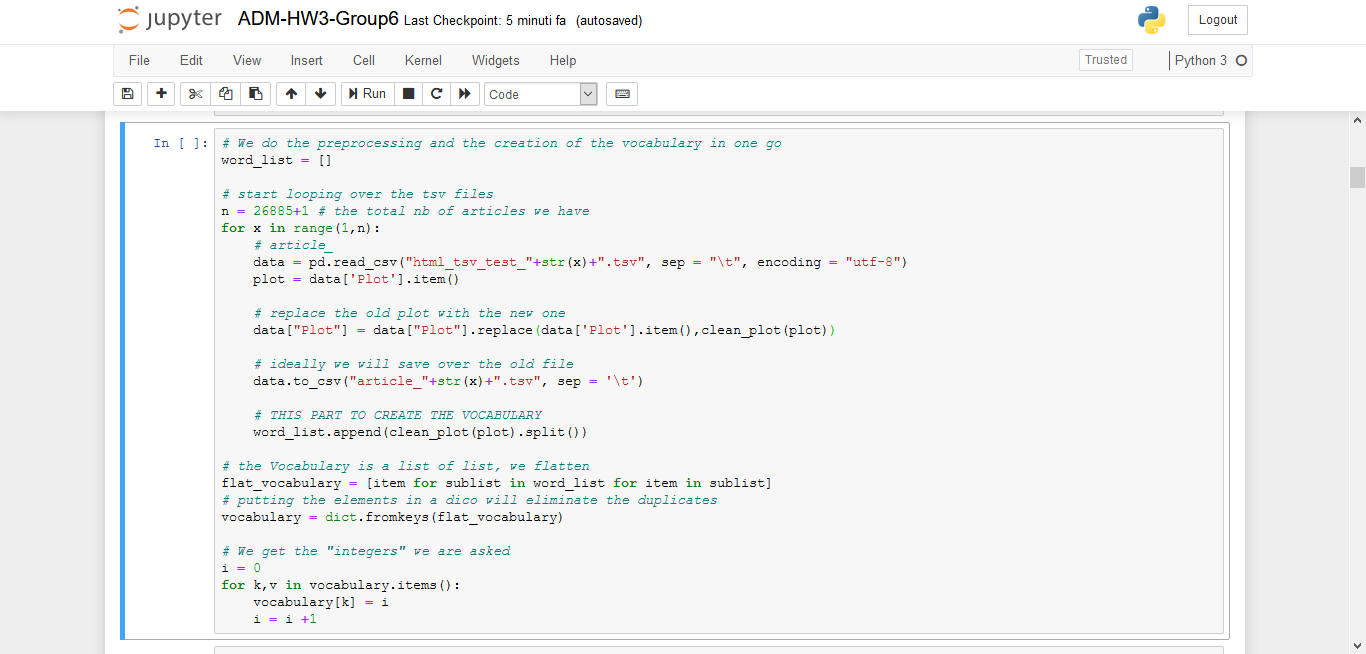 jupyter ADM-HW3-Group6 Last Checkpoint: 5 minuti fa (autosaved) Logout
File Edit View Insert Cell Kernel Widgets Help Trusted Python 3
Run Code
In [ ]: # We do the preprocessing and the creation of the vocabulary in one go
word_list = []
# start looping over the tsv files
n = 26885+1 # the total nb of articles we have
for x in range(1,n):
    # article_
    data = pd.read_csv("html_tsv_test_"+str(x)+".tsv", sep = "\t", encoding = "utf-8")
    plot = data['Plot'].item()
    # replace the old plot with the new one
    data["Plot"] = data["Plot"].replace(data['Plot'].item(),clean_plot(plot))
    # ideally we will save over the old file
    data.to_csv("article_"+str(x)+".tsv", sep = '\t')
    # THIS PART TO CREATE THE VOCABULARY
    word_list.append(clean_plot(plot).split())
# the Vocabulary is a list of list, we flatten
flat_vocabulary = [item for sublist in word_list for item in sublist]
# putting the elements in a dico will eliminate the duplicates
vocabulary = dict.fromkeys(flat_vocabulary)
# We get the "integers" we are asked
i = 0
for k,v in vocabulary.items():
    vocabulary[k] = i
    i = i +1